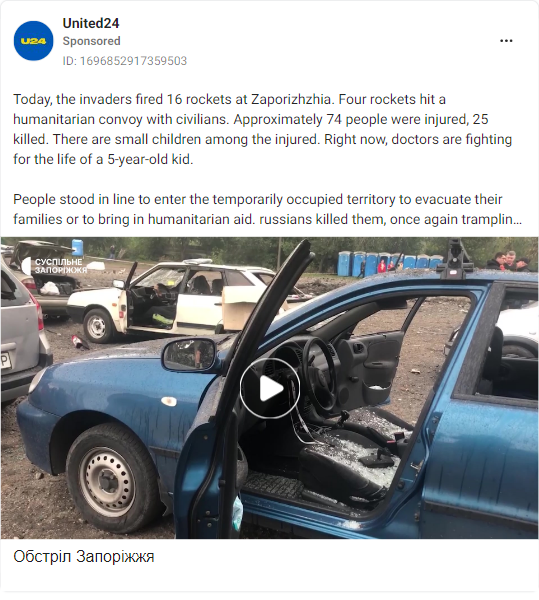 United24
U24
Sponsored
ID: 1696852917359503
Today, the invaders fired 16 rockets at Zaporizhzhia. Four rockets hit a
humanitarian convoy with civilians. Approximately 74 people were injured, 25
killed. There are small children among the injured. Right now, doctors are fighting
for the life of a 5-year-old kid.
People stood in line to enter the temporarily occupied territory to evacuate their
families or to bring in humanitarian aid. russians killed them, once again tramplin...
СУСПІЛЬНЕ
ЗАПОРІЖЖЯ
Обстріл Запоріжжя